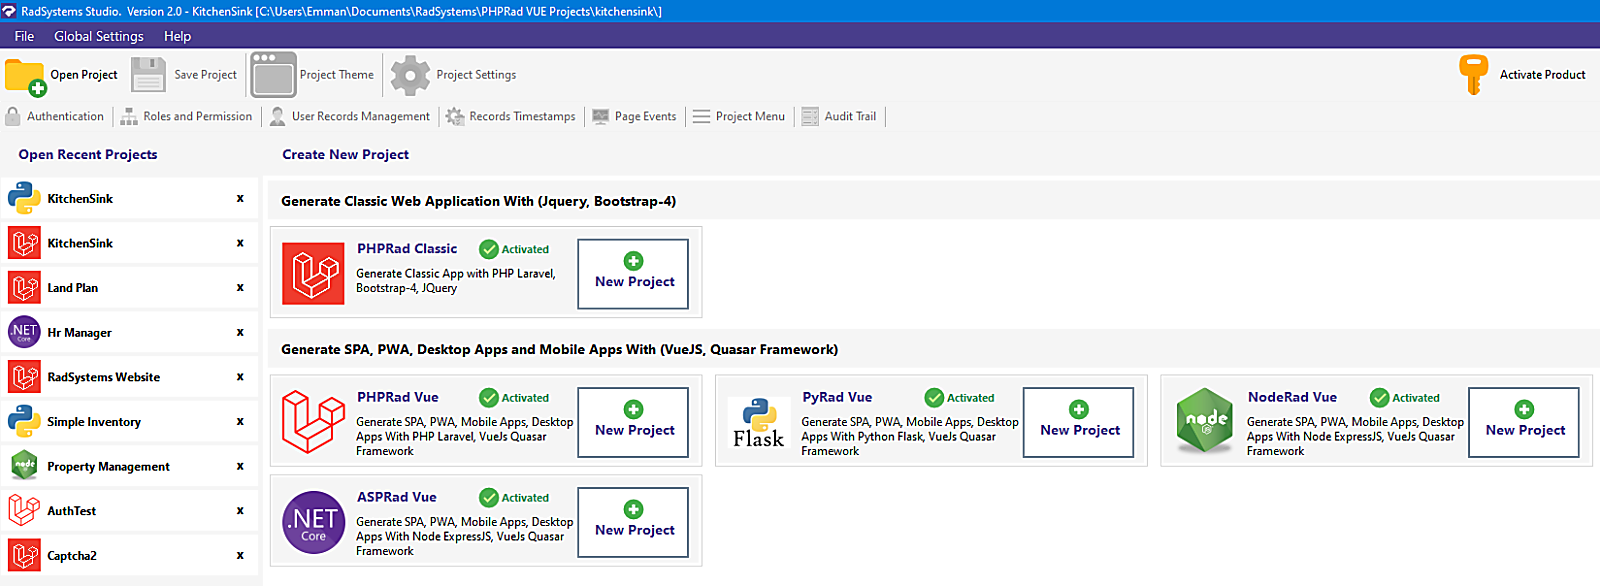 RadSystems Studio.  Version 2.0 - KitchenSink [C:\Users\Emman\Documents\RadSystems\PHPRad VUE Projects\kitchensink\]
File Global Settings Help
Open Project Save Project Project Theme Project Settings Activate Product
Authentication Roles and Permission User Records Management Records Timestamps Page Events Project Menu Audit Trail
Open Recent Projects
KitchenSink x
KitchenSink x
Land Plan x
.NET Core Hr Manager x
RadSystems Website x
Simple Inventory x
node Property Management x
AuthTest x
Captcha2 x
Create New Project
Generate Classic Web Application With (Jquery, Bootstrap-4)
PHPRad Classic Activated
Generate Classic App with PHP Laravel,
Bootstrap-4, JQuery
New Project
Generate SPA, PWA, Desktop Apps and Mobile Apps With (VueJS, Quasar Framework)
PHPRad Vue Activated
Generate SPA, PWA, Mobile Apps, Desktop
Apps With PHP Laravel, VueJs Quasar
Framework
New Project
Flask
PyRad Vue Activated
Generate SPA, PWA, Mobile Apps, Desktop
Apps With Python Flask, VueJs Quasar
Framework
New Project
node
JS
NodeRad Vue Activated
Generate SPA, PWA, Mobile Apps, Desktop
Apps With Node ExpressJS, VueJs Quasar
Framework
New Project
.NET
Core
ASPRad Vue Activated
Generate SPA, PWA, Mobile Apps, Desktop
Apps With Node ExpressJS, VueJs Quasar
Framework
New Project